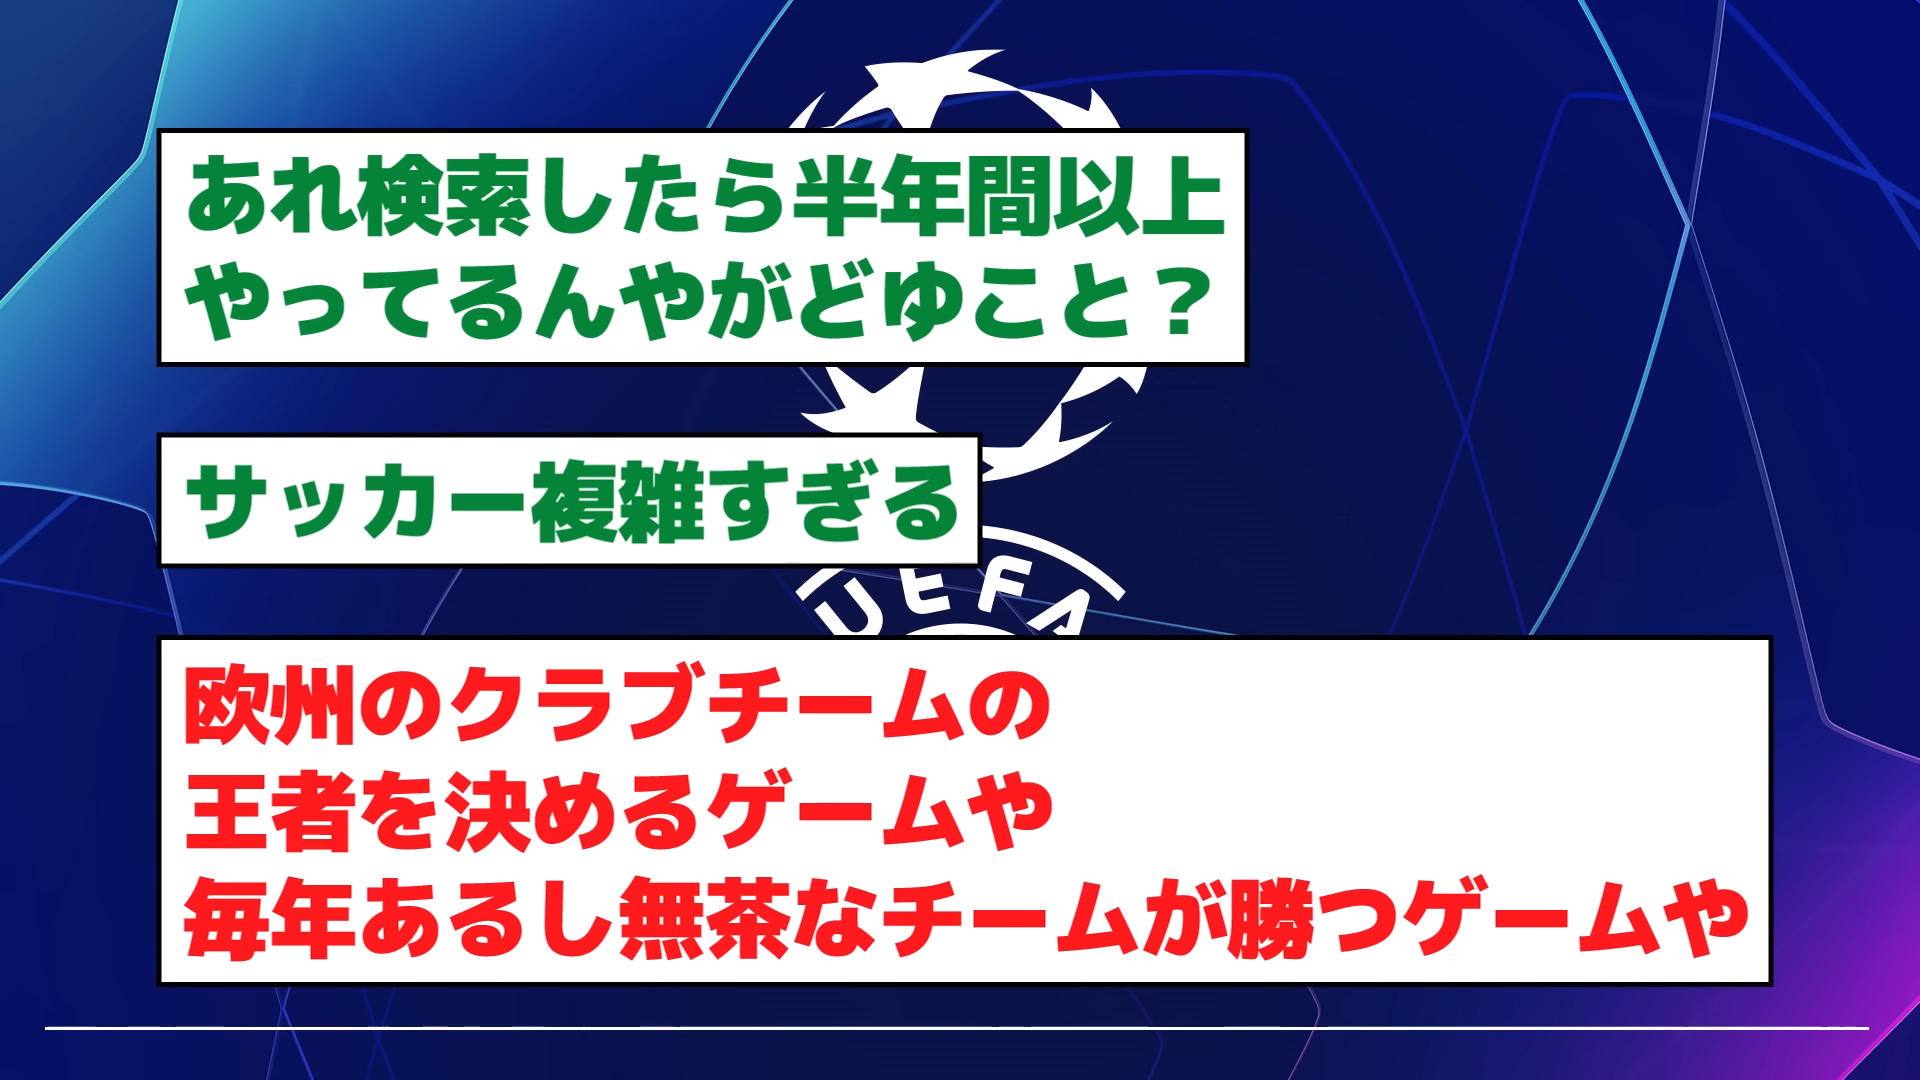 あれ検索したら半年間以上
やってるんやがどゆこと？
サッカー複雑すぎる
UEFA
欧州のクラブチームの
王者を決めるゲームや
毎年あるし無茶なチームが勝つゲームや